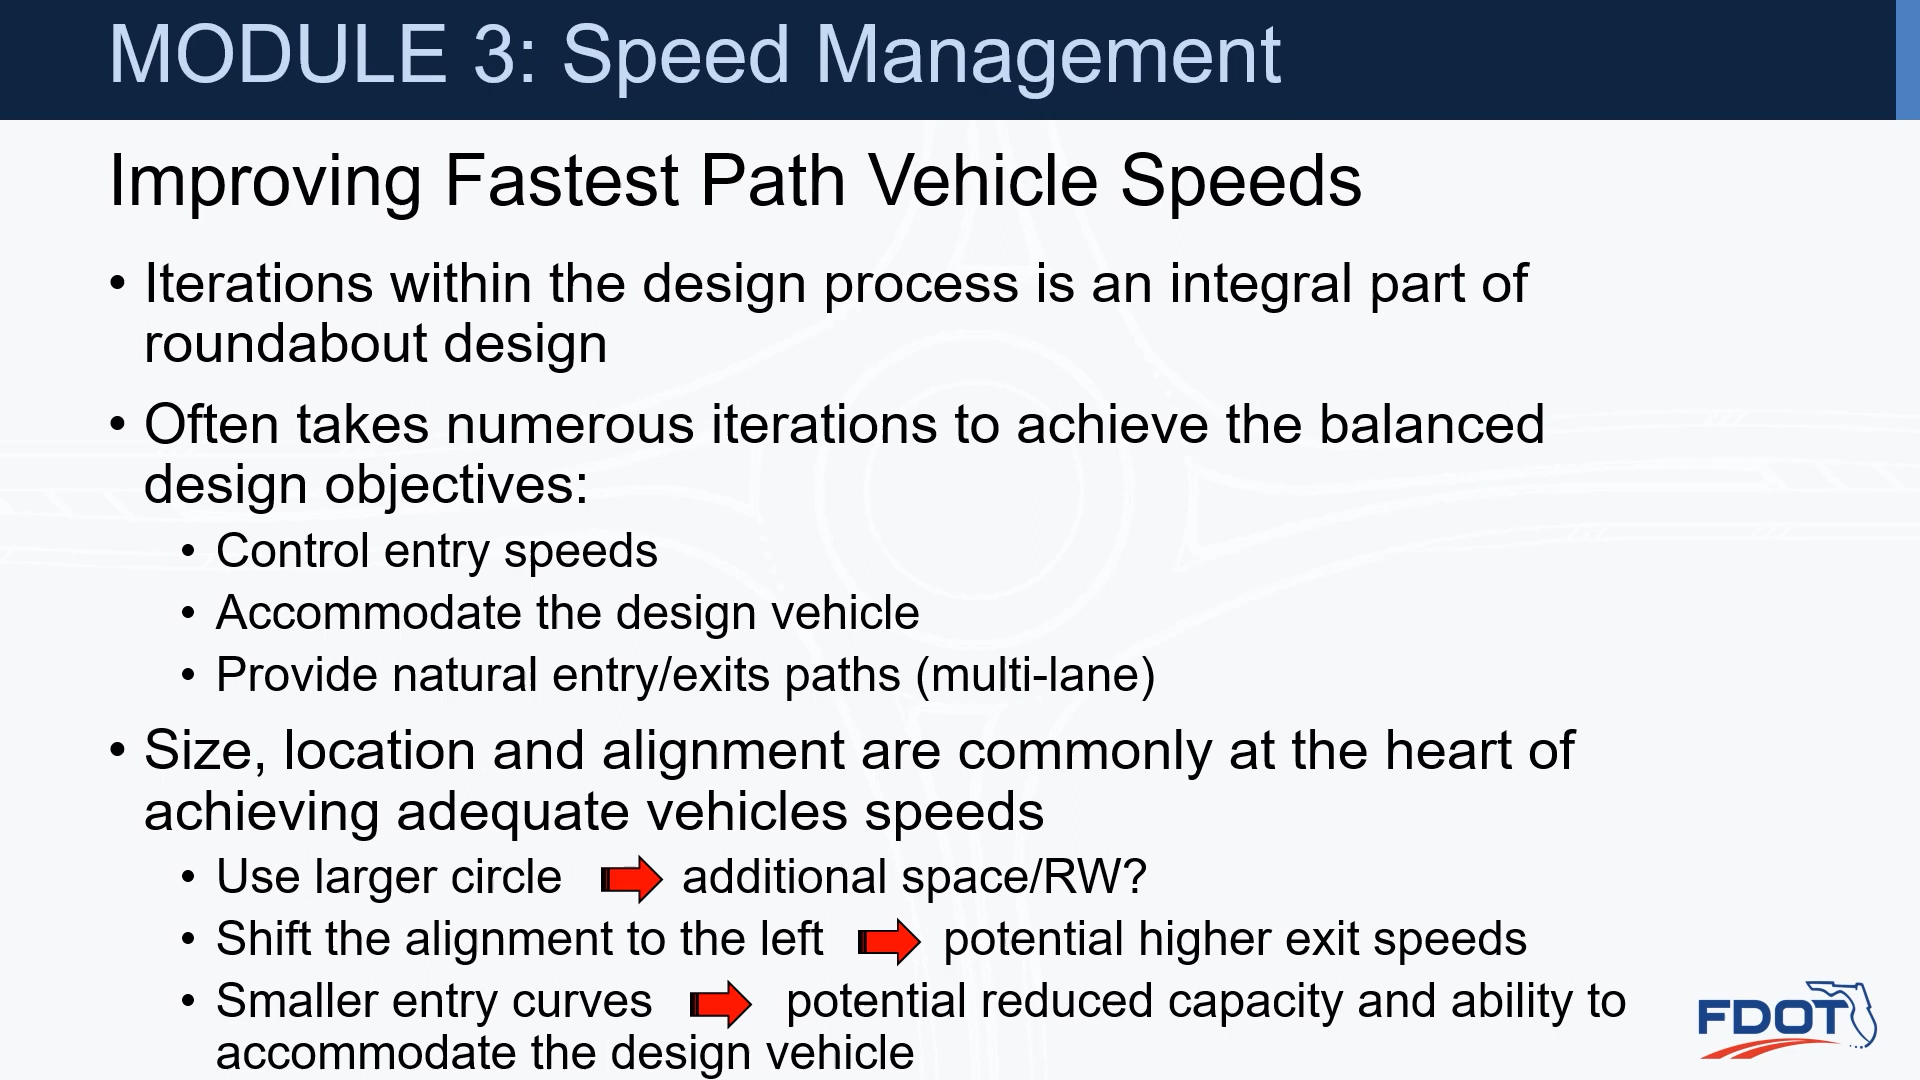 MODULE 3: Speed Management
Improving Fastest Path Vehicle Speeds
• Iterations within the design process is an integral part of
roundabout design
• Often takes numerous iterations to achieve the balanced
design objectives:
• Control entry speeds
• Accommodate the design vehicle
• Provide natural entry/exits paths (multi-lane)
• Size, location and alignment are commonly at the heart of
achieving adequate vehicles speeds
• Use larger circle additional space/RW?
• Shift the alignment to the left potential higher exit speeds
• Smaller entry curves potential reduced capacity and ability to
accommodate the design vehicle
FDOT